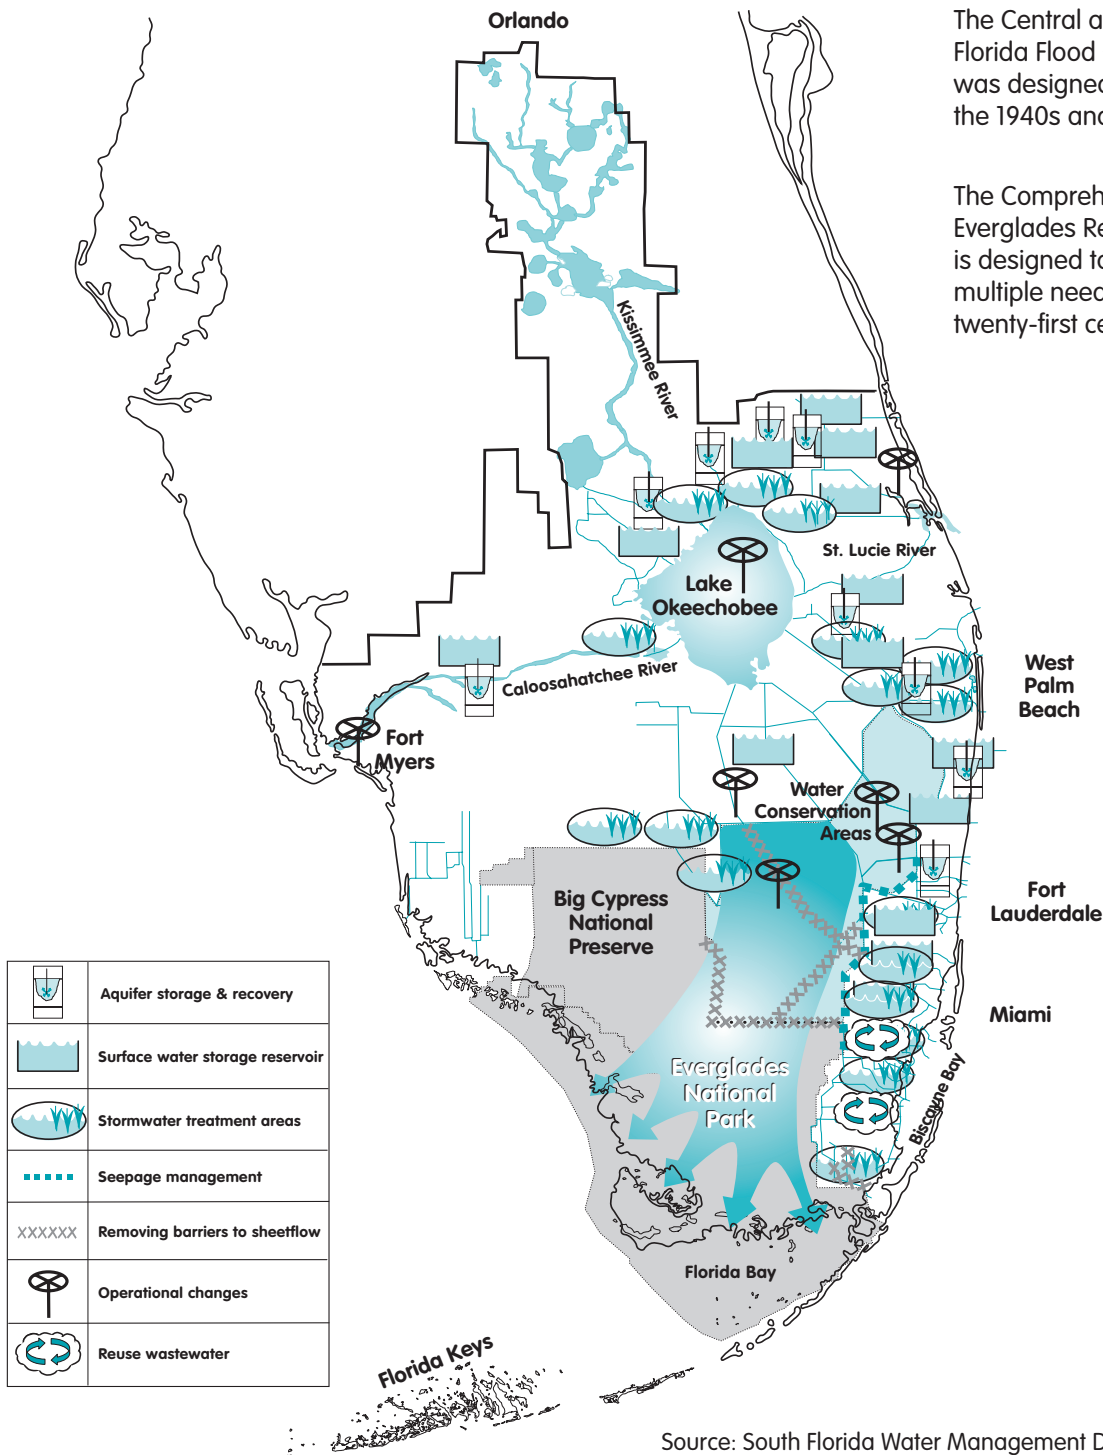 Orlando
The Central a
Florida Flood
was designed
the 1940s and
The Compreh
Everglades Re
is designed to
multiple need
twenty-first ce
Kissimmee River
St. Lucie River
Lake
Okeechobee
Caloosahatchee River
West
Palm
Beach
Fort
Myers
Water
Conservation
Areas
Big Cypress
National
Preserve
Fort
Lauderdale
Miami
Everglades
National
Park
Biscayne Bay
Florida Bay
Florida Keys
Aquifer storage & recovery
Surface water storage reservoir
Stormwater treatment areas
Seepage management
Removing barriers to sheetflow
Operational changes
Reuse wastewater
Source: South Florida Water Management D